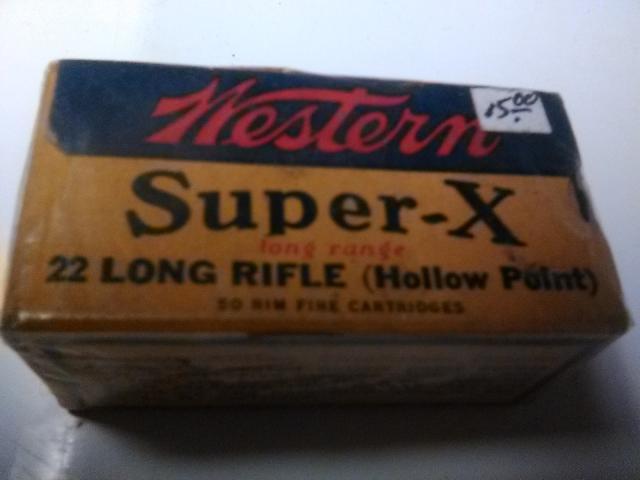 Western
15.00
Super-X
long range
22 LONG RIFLE (Hollow Point)
50 RIM FIRE CARTRIDGES